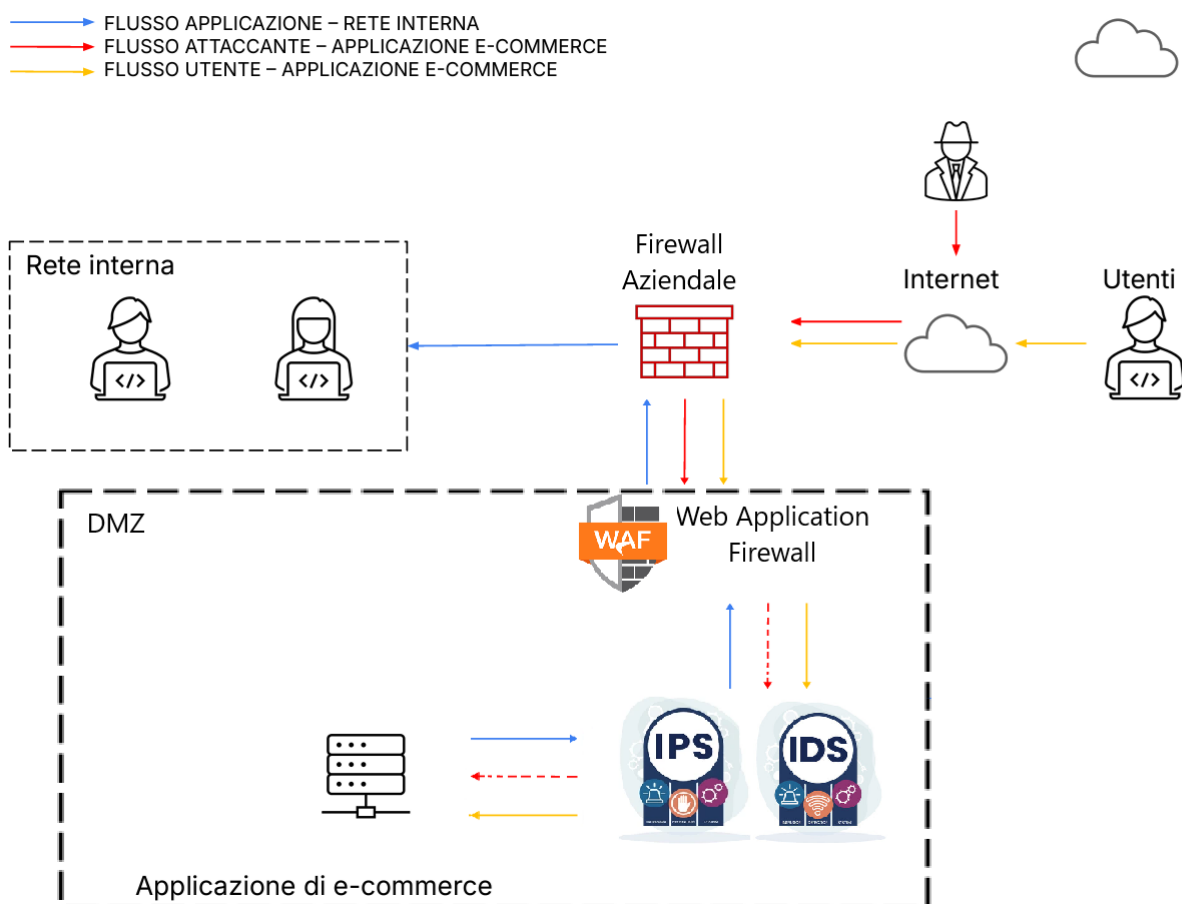 FLUSSO APPLICAZIONE – RETE INTERNA
FLUSSO ATTACCANTE – APPLICAZIONE E-COMMERCE
FLUSSO UTENTE – APPLICAZIONE E-COMMERCE
Rete interna
</>
</>
Firewall
Aziendale
Internet
Utenti
</>
DMZ
WAF
Web Application
Firewall
IPS
IDS
Applicazione di e-commerce